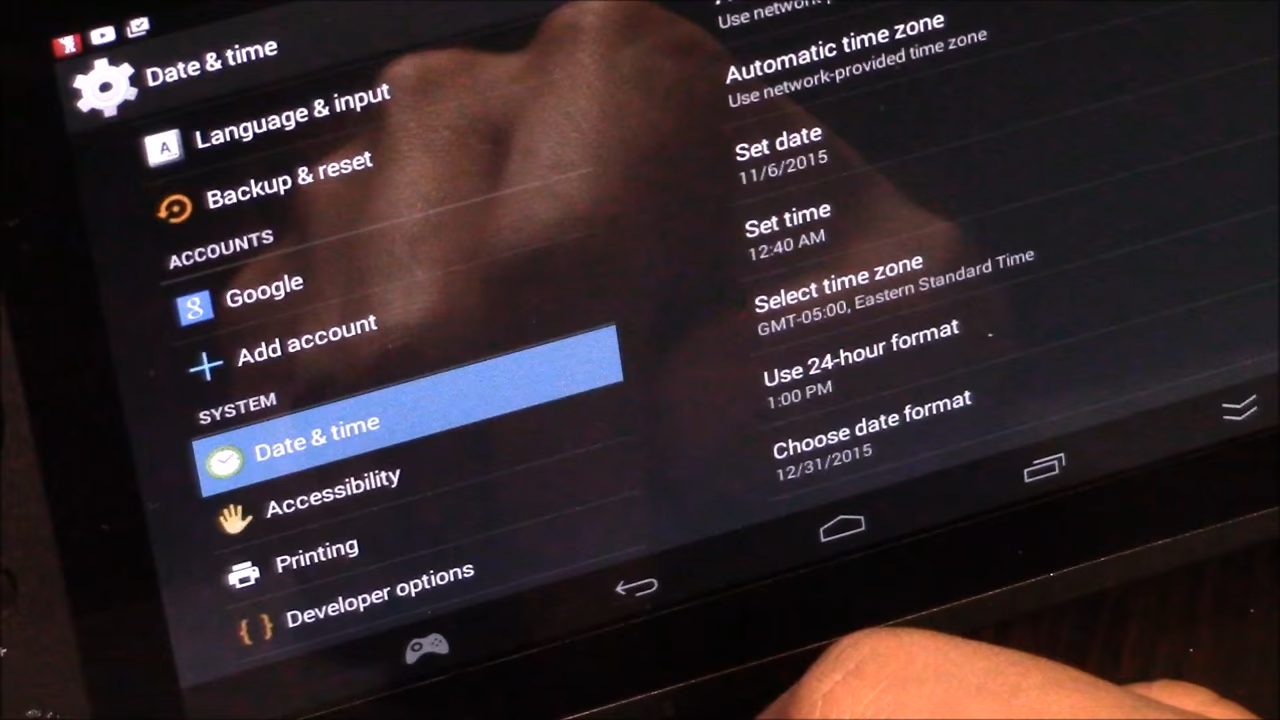 Date & time
Language & input
Backup & reset
ACCOUNTS
Google
Add account
SYSTEM
Date & time
Accessibility
Printing
Developer options
Automatic time zone
Use network-provided time zone
Set date
11/6/2015
Set time
12:40 AM
Select time zone
GMT-05:00, Eastern Standard Time
Use 24-hour format
1:00 PM
Choose date format
12/31/2015